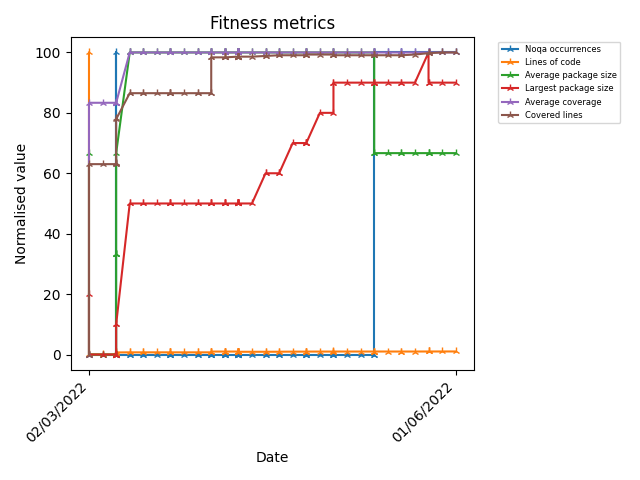 Fitness metrics
Normalised value
100
80
60
40
20
0
02/03/2022
01/06/2022
Date
Noqa occurrences
Lines of code
Average package size
Largest package size
Average coverage
Covered lines